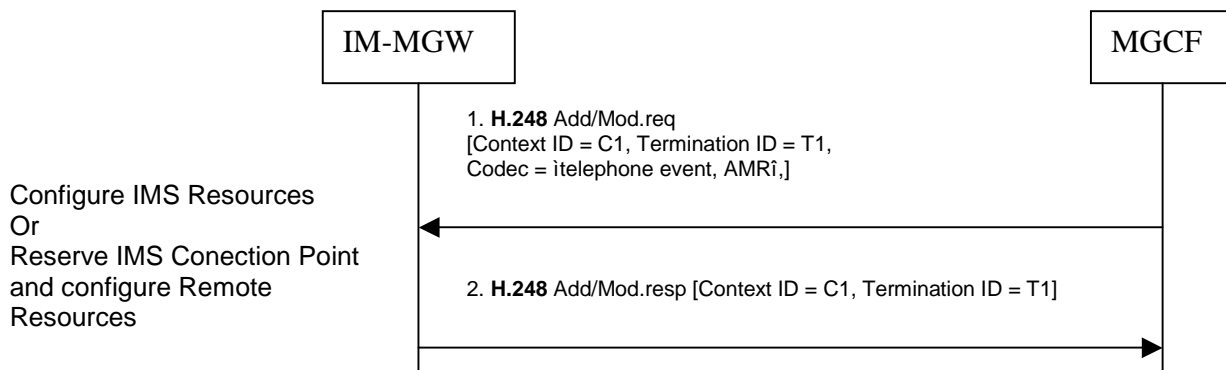 IM-MGW
MGCF
1. H.248 Add/Mod.req
[Context ID = C1, Termination ID = T1,
Codec = ìtelephone event, AMRî,]
Configure IMS Resources
Or
Reserve IMS Conection Point
and configure Remote
Resources
2. H.248 Add/Mod.resp [Context ID = C1, Termination ID = T1]